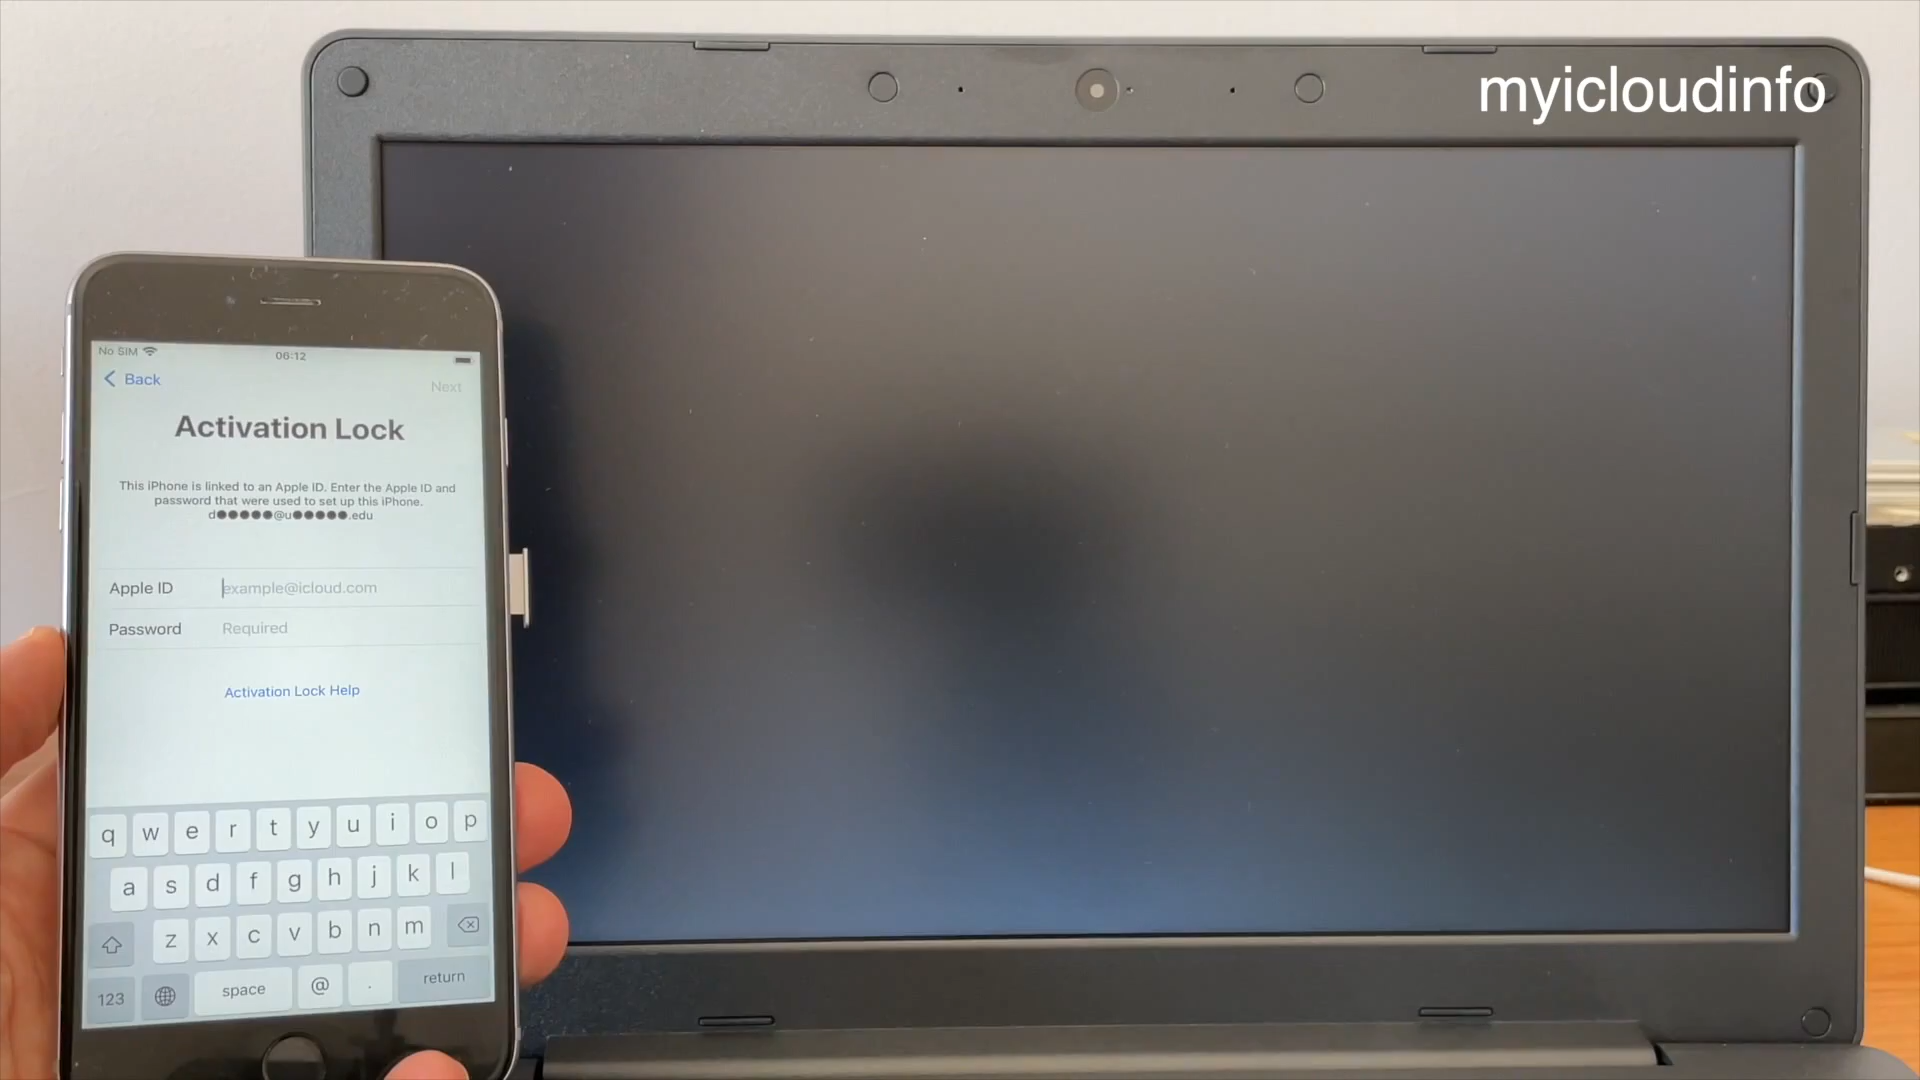 myicloudinfo
No SIM
06:12
Back
Next
Activation Lock
This iPhone is linked to an Apple ID. Enter the Apple ID and
password that were used to set up this iPhone.
d●●●●●@u●●●●●.edu
Apple ID
example@icloud.com
Password
Required
Activation Lock Help
q w e r t y u i o p
a s d f g h j k l
z x c v b n m
123
space
@
.
return